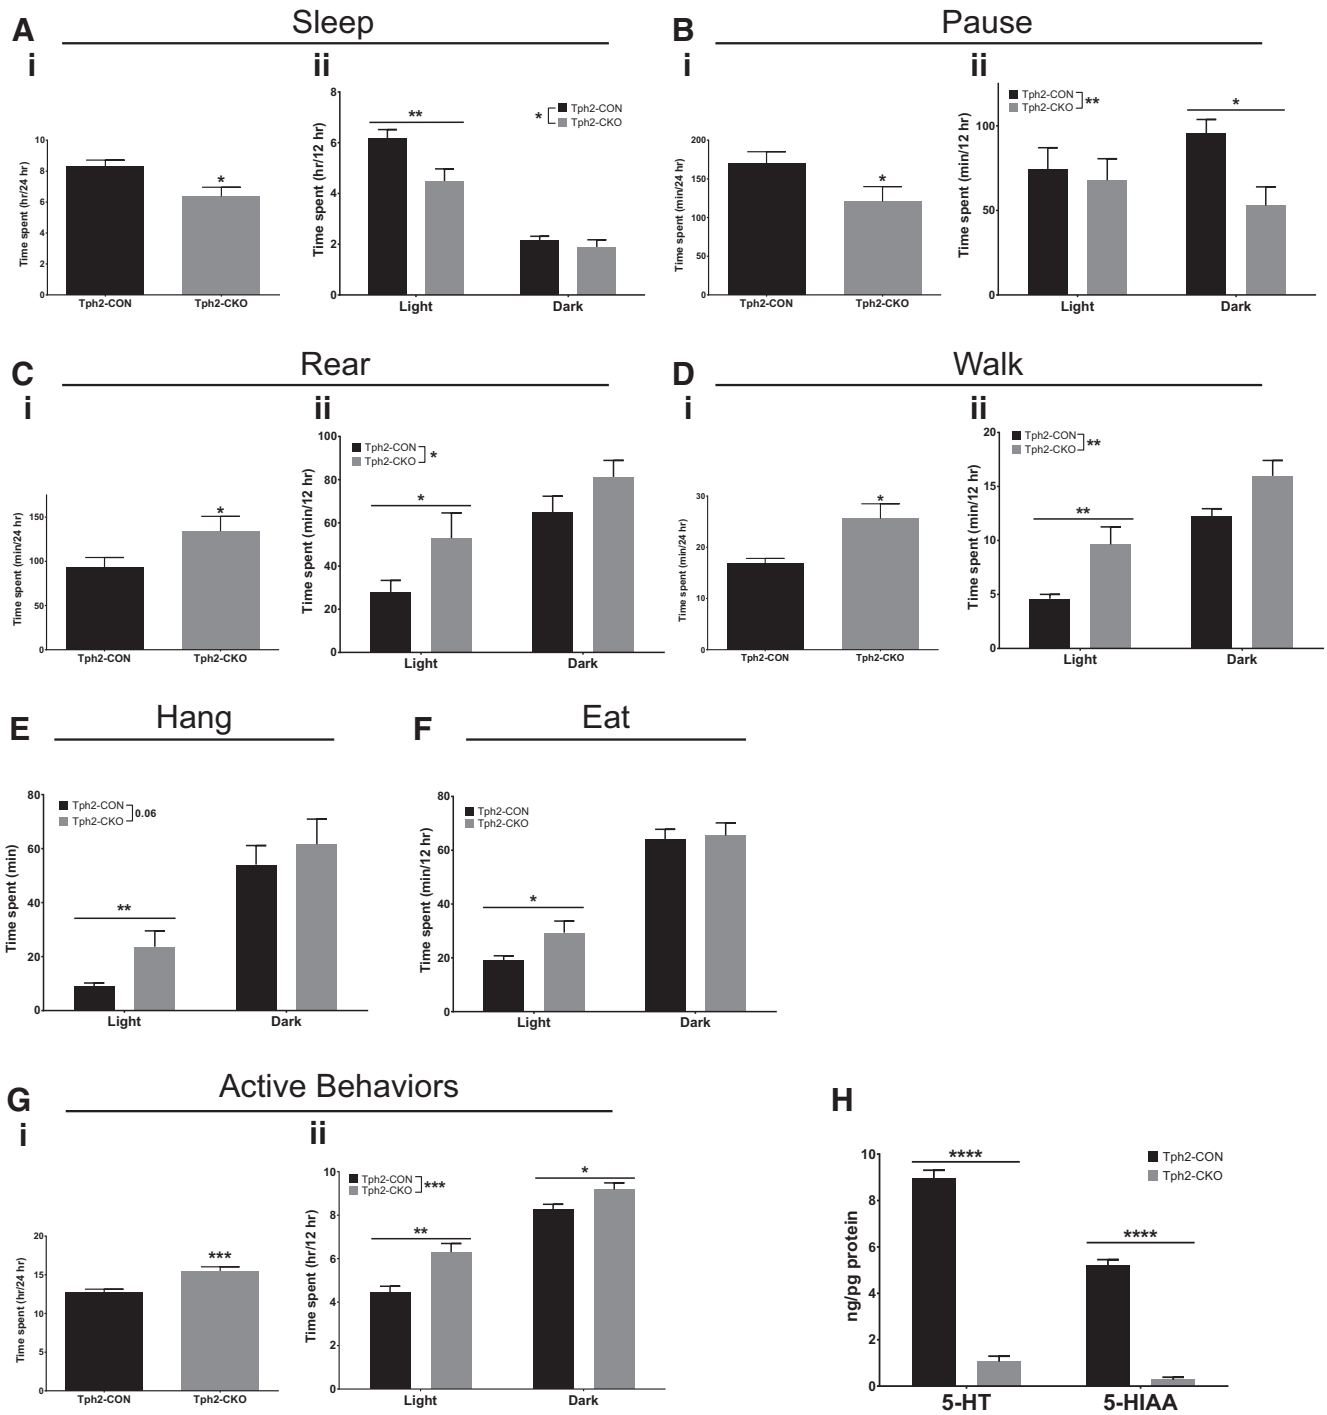 A
Sleep
i
Time spent (hr/24 hr)
10
8
6
4
2
0
*
Tph2-CON
Tph2-CKO
ii
Time spent (hr/12 hr)
8
6
4
2
0
**
* Tph2-CON
Tph2-CKO
Light
Dark
B
Pause
i
Time spent (min/24 hr)
200
150
100
50
0
*
Tph2-CON
Tph2-CKO
ii
Time spent (min/12 hr)
100
50
0
Tph2-CON
Tph2-CKO
**
*
Light
Dark
C
Rear
i
Time spent (min/24 hr)
150
100
50
0
*
Tph2-CON
Tph2-CKO
ii
Time spent (min/12 hr)
100
80
60
40
20
0
Tph2-CON
Tph2-CKO
*
*
Light
Dark
D
Walk
i
Time spent (min/24 hr)
30
20
10
0
*
Tph2-CON
Tph2-CKO
ii
Time spent (min/12 hr)
20
15
10
5
0
Tph2-CON
Tph2-CKO
**
**
Light
Dark
E
Hang
Time spent (min)
80
60
40
20
0
Tph2-CON
Tph2-CKO
0.06
**
Light
Dark
F
Eat
Time spent (min/12 hr)
80
60
40
20
0
Tph2-CON
Tph2-CKO
*
Light
Dark
G
Active Behaviors
i
Time spent (hr/24 hr)
20
15
10
5
0
***
Tph2-CON
Tph2-CKO
ii
Time spent (hr/12 hr)
10
8
6
4
2
0
Tph2-CON
Tph2-CKO
***
**
*
Light
Dark
H
ng/pg protein
10
8
6
4
2
0
****
****
Tph2-CON
Tph2-CKO
5-HT
5-HIAA